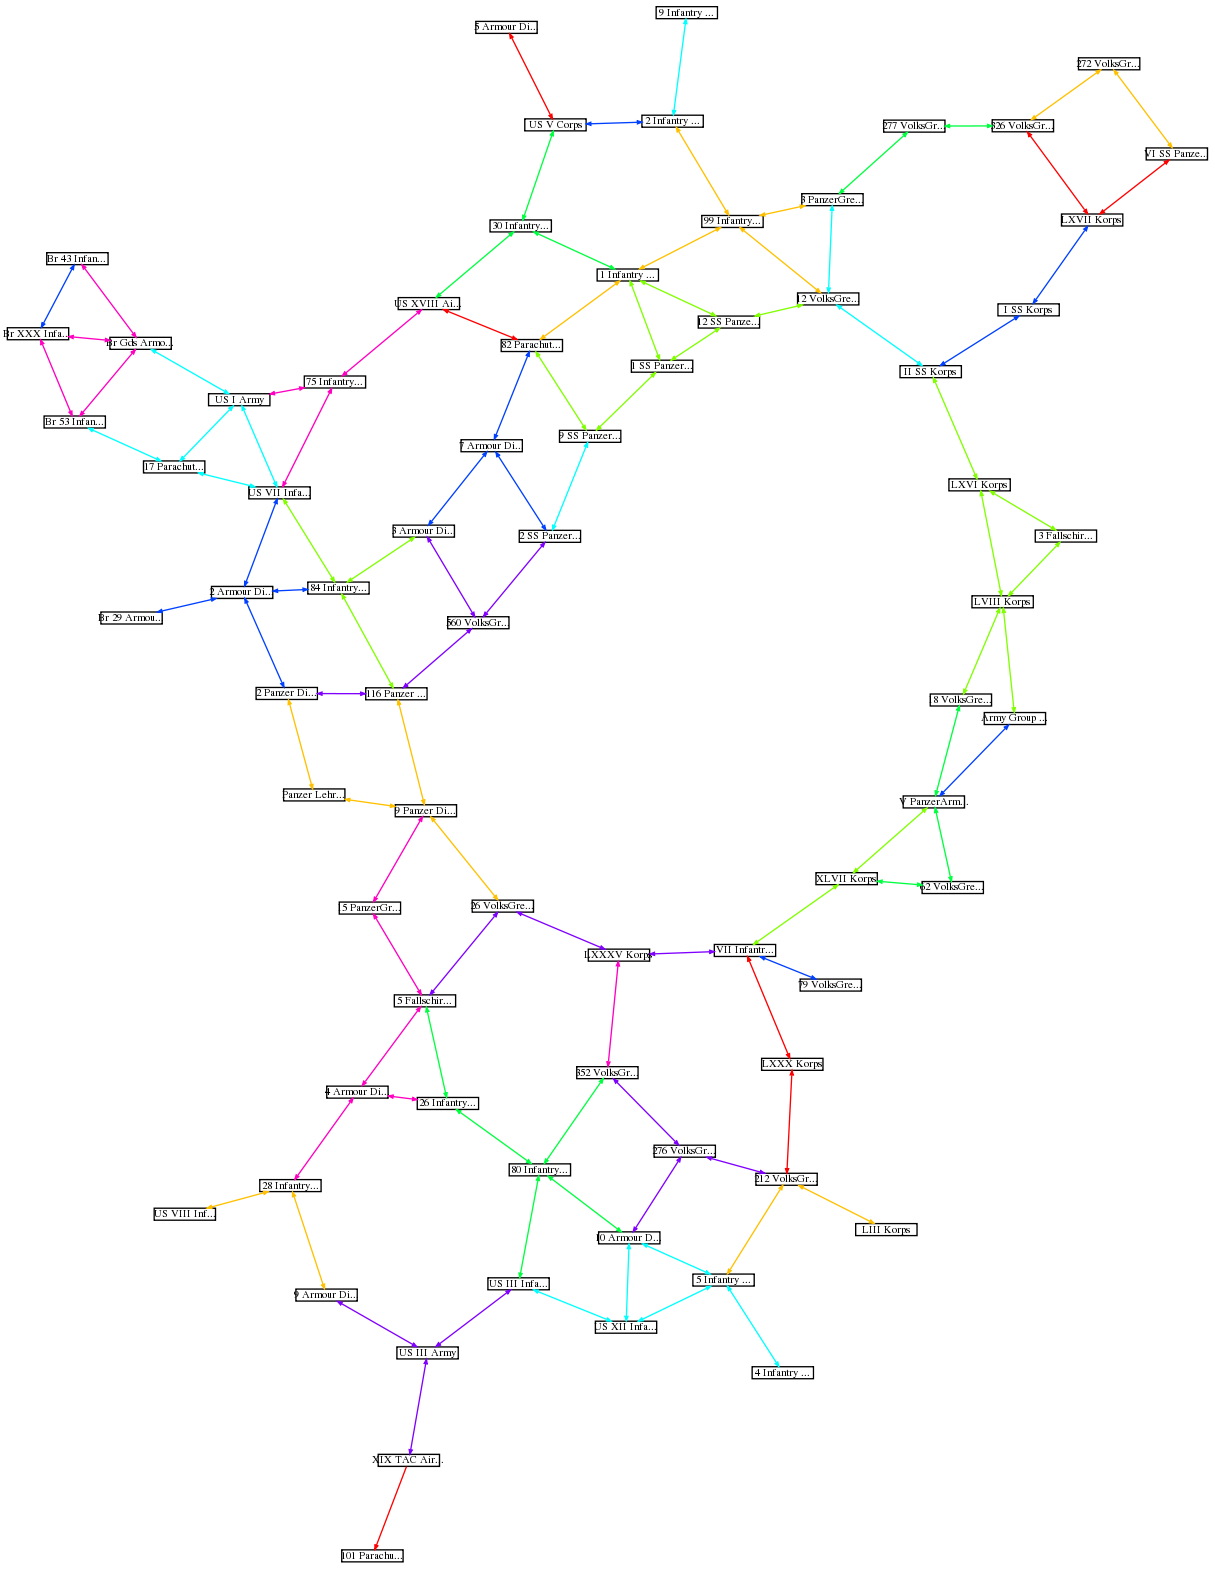 9 Infantry ...
5 Armour Di...
US V Corps
2 Infantry ...
272 VolksGr...
277 VolksGr...
326 VolksGr...
VI SS Panze...
3 PanzerGre...
LXVII Korps
99 Infantry...
30 Infantry...
Br 43 Infan...
1 Infantry ...
US XVIII Ai...
12 VolksGre...
I SS Korps
12 SS Panze...
Br XXX Infa...
Br Gds Armo...
82 Parachut...
1 SS Panzer...
II SS Korps
75 Infantry...
US I Army
Br 53 Infan...
9 SS Panzer...
7 Armour Di...
17 Parachut...
US VII Infa...
LXVI Korps
3 Armour Di...
2 SS Panzer...
3 Fallschir...
84 Infantry...
2 Armour Di...
LVIII Korps
Br 29 Armou...
560 VolksGr...
2 Panzer Di...
116 Panzer ...
8 VolksGre...
Army Group ...
Panzer Lehr...
V PanzerArm...
9 Panzer Di...
XLVII Korps
62 VolksGre...
15 PanzerGr...
26 VolksGre...
LXXXV Korps
VII Infantr...
79 VolksGre...
5 Fallschir...
LXXX Korps
352 VolksGr...
4 Armour Di...
26 Infantry...
276 VolksGr...
80 Infantry...
212 VolksGr...
28 Infantry...
US VIII Inf...
LIII Korps
10 Armour D...
5 Infantry ...
US III Infa...
9 Armour Di...
US XII Infa...
US III Army
4 Infantry ...
XIX TAC Air...
101 Parachu...